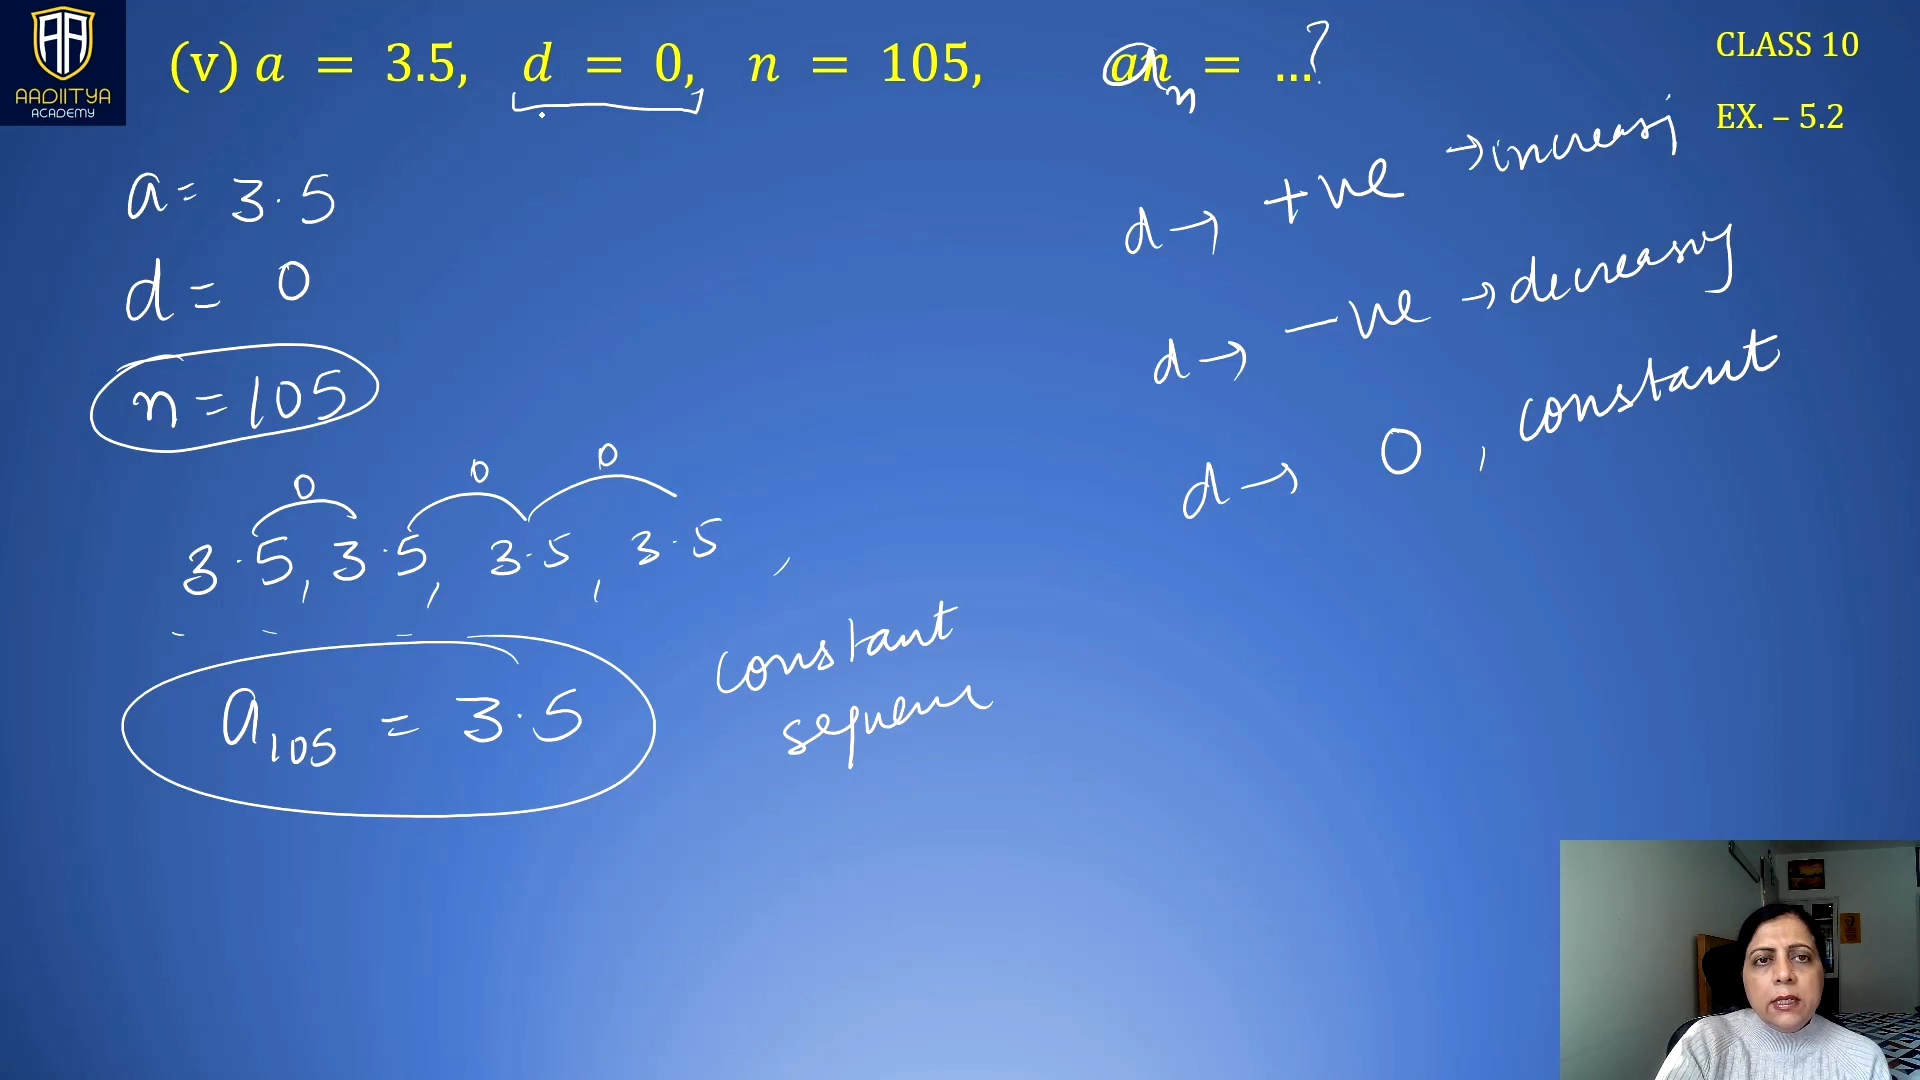 AADIITYA
ACADEMY
(v) a = 3.5, d = 0, n = 105, an = ...?
n
CLASS 10
EX. – 5.2
a = 3.5
d = 0
n = 105
d → +ve → increasing
d → -ve → decreasing
d → 0, constant
0 0 0
3.5, 3.5, 3.5, 3.5,
a105 = 3.5
constant